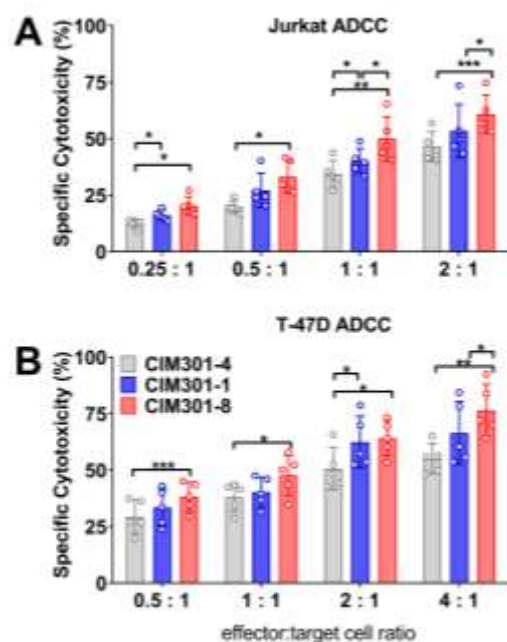 A
Jurkat ADCC
Specific Cytotoxicity (%)
100
75
50
25
0
*
*
*
*
*
**
***
*
0.25 : 1
0.5 : 1
1 : 1
2 : 1
B
T-47D ADCC
Specific Cytotoxicity (%)
100
75
50
25
0
CIM301-4
CIM301-1
CIM301-8
***
*
*
*
**
*
0.5 : 1
1 : 1
2 : 1
4 : 1
effector:target cell ratio